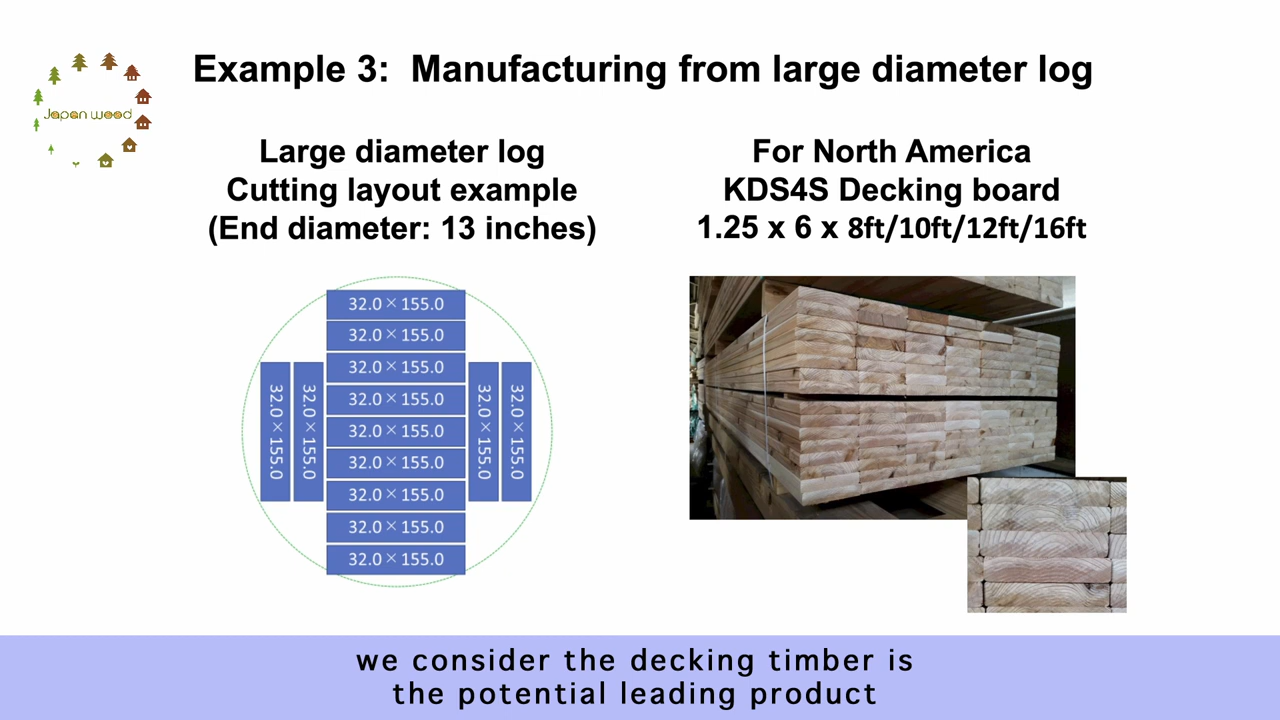 Japan wood
Example 3: Manufacturing from large diameter log
Large diameter log
Cutting layout example
(End diameter: 13 inches)
32.0×155.0
32.0×155.0
32.0×155.0
32.0×155.0
32.0×155.0
32.0×155.0
32.0×155.0
32.0×155.0
32.0×155.0
32.0×155.0
32.0×155.0
32.0×155.0
32.0×155.0
For North America
KDS4S Decking board
1.25 x 6 x 8ft/10ft/12ft/16ft
we consider the decking timber is
the potential leading product